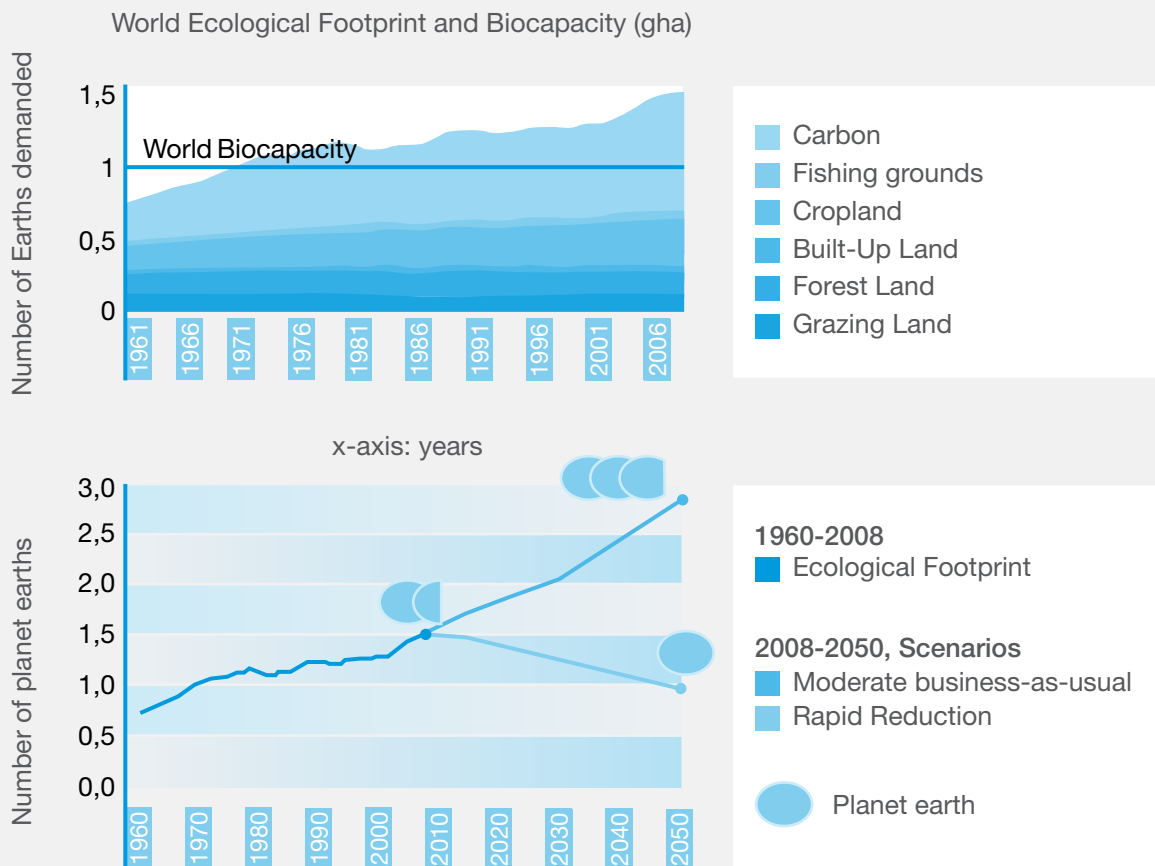 World Ecological Footprint and Biocapacity (gha)
Number of Earths demanded
1,5
1
0,5
0
World Biocapacity
1961
1966
1971
1976
1981
1986
1991
1996
2001
2006
Carbon
Fishing grounds
Cropland
Built-Up Land
Forest Land
Grazing Land
x-axis: years
Number of planet earths
3,0
2,5
2,0
1,5
1,0
0,5
0,0
1960
1970
1980
1990
2000
2010
2020
2030
2040
2050
1960-2008
Ecological Footprint
2008-2050, Scenarios
Moderate business-as-usual
Rapid Reduction
Planet earth